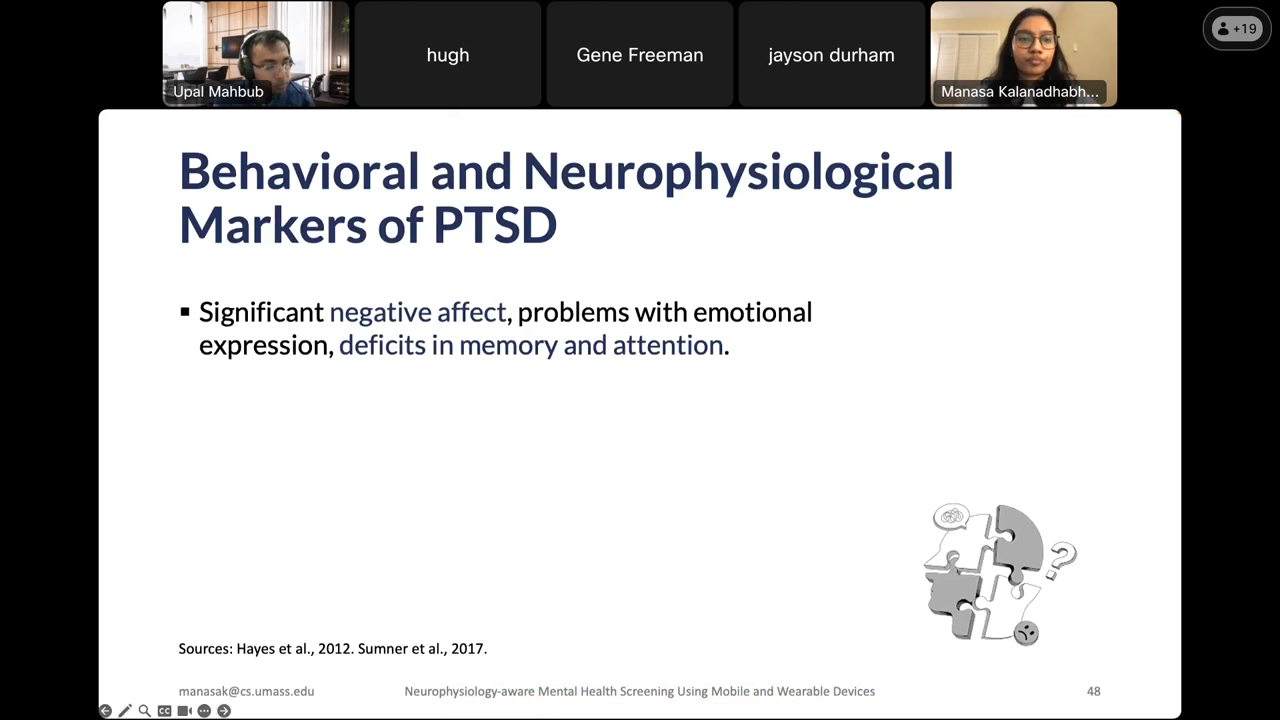 +19
Upal Mahbub
hugh
Gene Freeman
jayson durham
Manasa Kalanadhabh...
Behavioral and Neurophysiological
Markers of PTSD
▪ Significant negative affect, problems with emotional
expression, deficits in memory and attention.
?
Sources: Hayes et al., 2012. Sumner et al., 2017.
manasak@cs.umass.edu
Neurophysiology-aware Mental Health Screening Using Mobile and Wearable Devices
48
CC